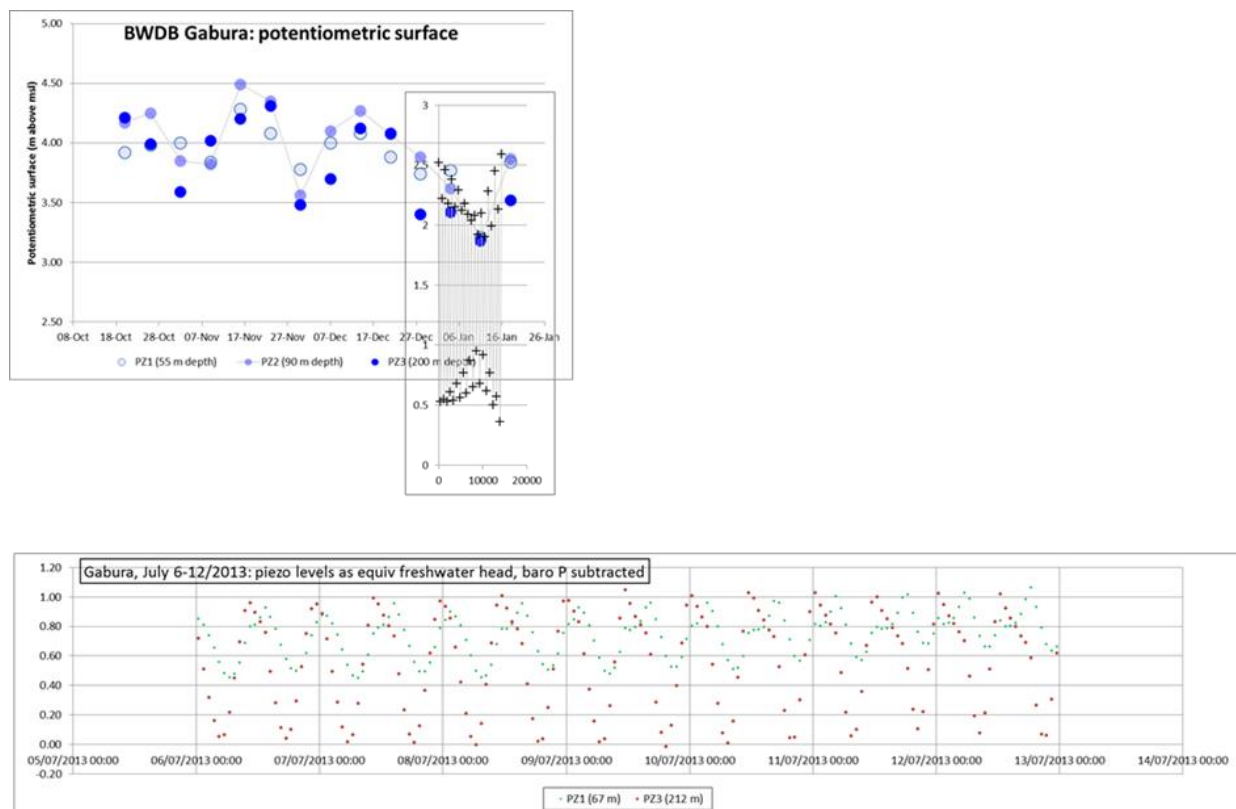 BWDB Gabura: potentiometric surface
Potentiometric surface (m above msl)
5.00
4.50
4.00
3.50
3.00
2.50
08-Oct 18-Oct 28-Oct 07-Nov 17-Nov 27-Nov 07-Dec 17-Dec 27-Dec 06-Jan 16-Jan 26-Jan
PZ1 (55 m depth) PZ2 (90 m depth) PZ3 (200 m depth)
3
2.5
2
1.5
1
0.5
0
0 10000 20000
Gabura, July 6-12/2013: piezo levels as equiv freshwater head, baro P subtracted
1.20
1.00
0.80
0.60
0.40
0.20
0.00
-0.20
05/07/2013 00:00 06/07/2013 00:00 07/07/2013 00:00 08/07/2013 00:00 09/07/2013 00:00 10/07/2013 00:00 11/07/2013 00:00 12/07/2013 00:00 13/07/2013 00:00 14/07/2013 00:00
PZ1 (67 m) PZ3 (212 m)